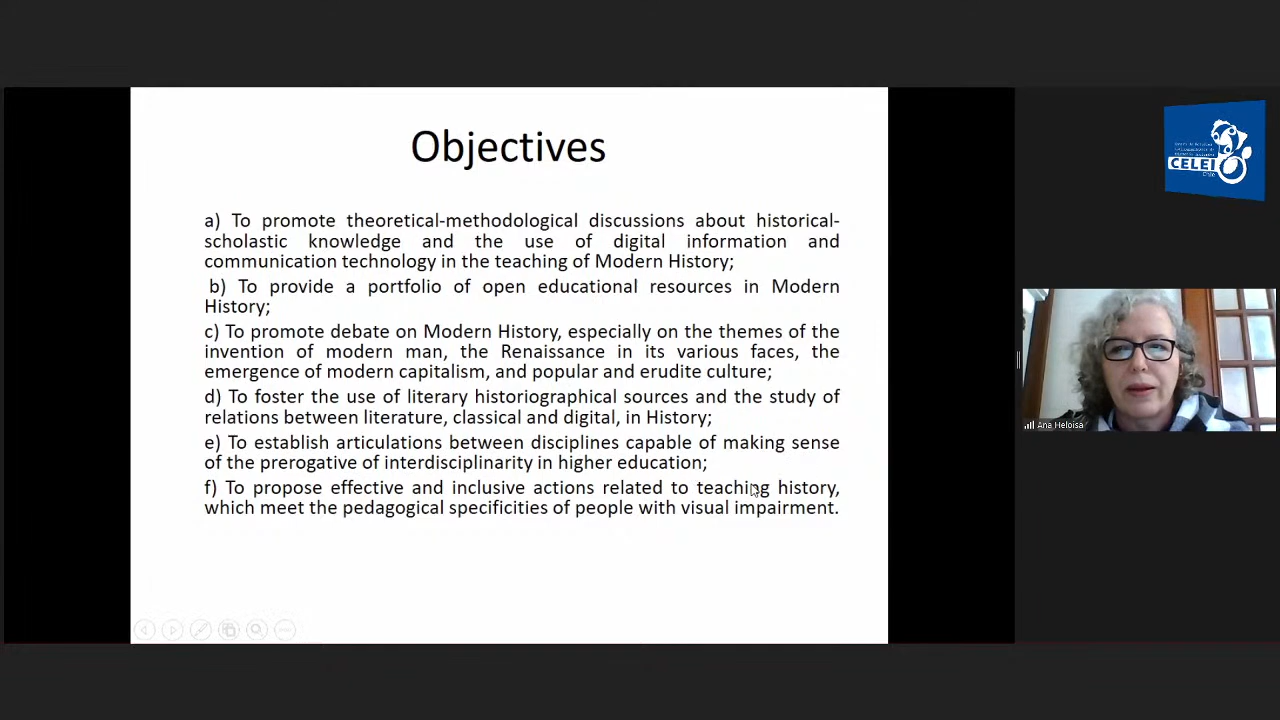 Objectives
a) To promote theoretical-methodological discussions about historical-
scholastic knowledge and the use of digital information and
communication technology in the teaching of Modern History;
b) To provide a portfolio of open educational resources in Modern
History;
c) To promote debate on Modern History, especially on the themes of the
invention of modern man, the Renaissance in its various faces, the
emergence of modern capitalism, and popular and erudite culture;
d) To foster the use of literary historiographical sources and the study of
relations between literature, classical and digital, in History;
e) To establish articulations between disciplines capable of making sense
of the prerogative of interdisciplinarity in higher education;
f) To propose effective and inclusive actions related to teaching history,
which meet the pedagogical specificities of people with visual impairment.
CELEI
Chile
Ana Heloisa